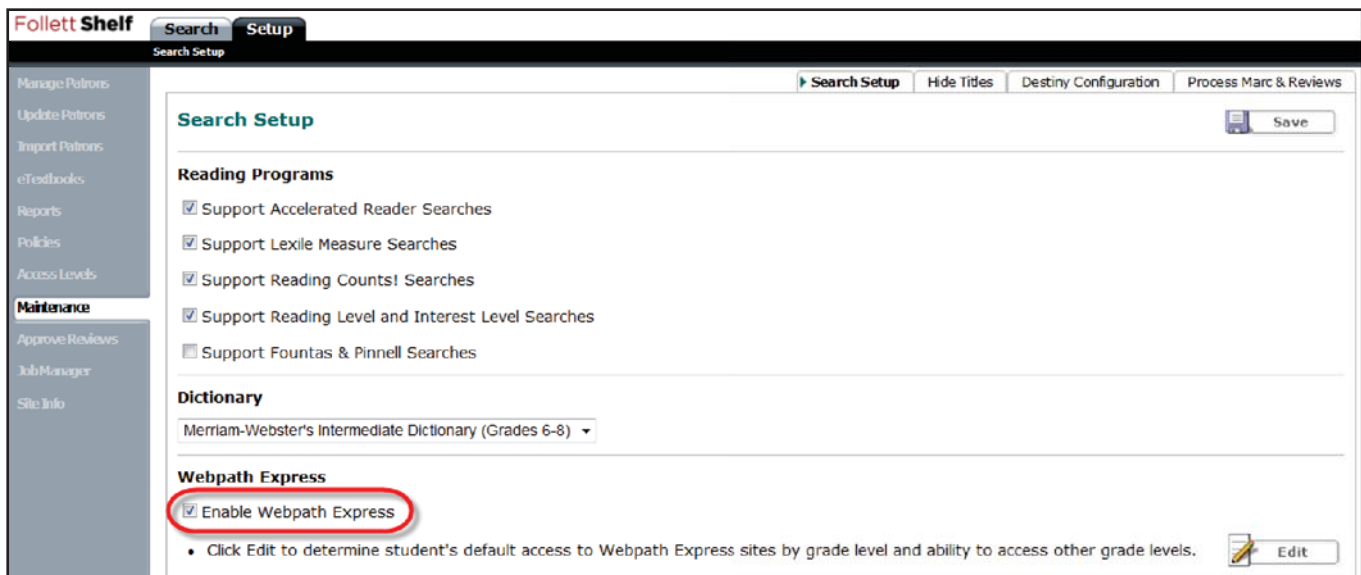 Follett Shelf
Search Setup
Search Setup
Manage Patrons
Update Patrons
Import Patrons
eTextbooks
Reports
Policies
Access Levels
Maintenance
Approve Reviews
Job Manager
Site Info
Search Setup Hide Titles Destiny Configuration Process Marc & Reviews
Search Setup
Save
Reading Programs
Support Accelerated Reader Searches
Support Lexile Measure Searches
Support Reading Counts! Searches
Support Reading Level and Interest Level Searches
Support Fountas & Pinnell Searches
Dictionary
Merriam-Webster's Intermediate Dictionary (Grades 6-8)
Webpath Express
Enable Webpath Express
• Click Edit to determine student's default access to Webpath Express sites by grade level and ability to access other grade levels.
Edit